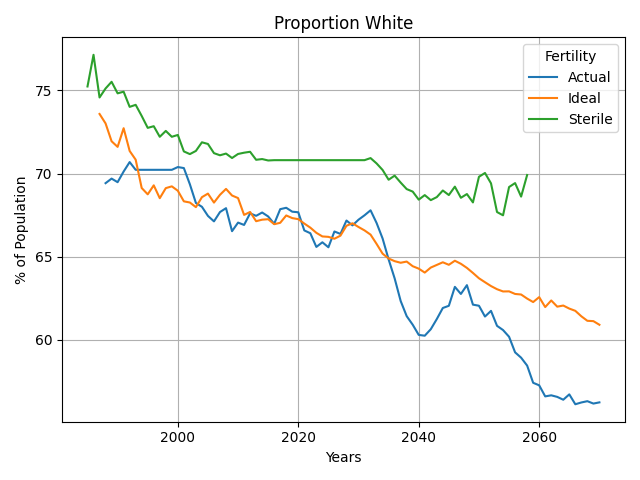 Proportion White
Fertility
Actual
Ideal
Sterile
% of Population
75
70
65
60
2000 2020 2040 2060
Years